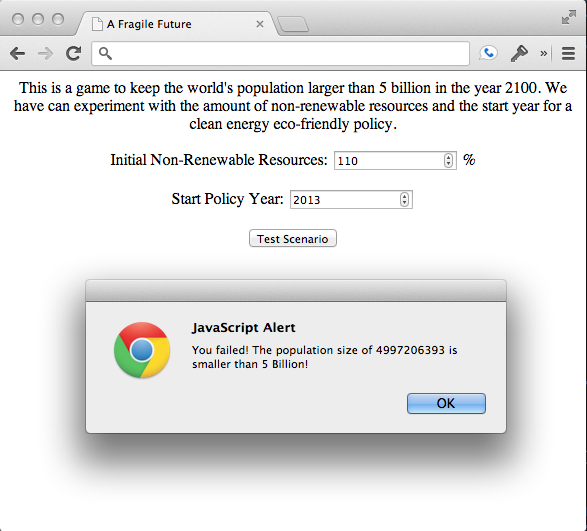 A Fragile Future
»
This is a game to keep the world's population larger than 5 billion in the year 2100. We
have can experiment with the amount of non-renewable resources and the start year for a
clean energy eco-friendly policy.
Initial Non-Renewable Resources: 110 %
Start Policy Year: 2013
Test Scenario
JavaScript Alert
You failed! The population size of 4997206393 is
smaller than 5 Billion!
OK